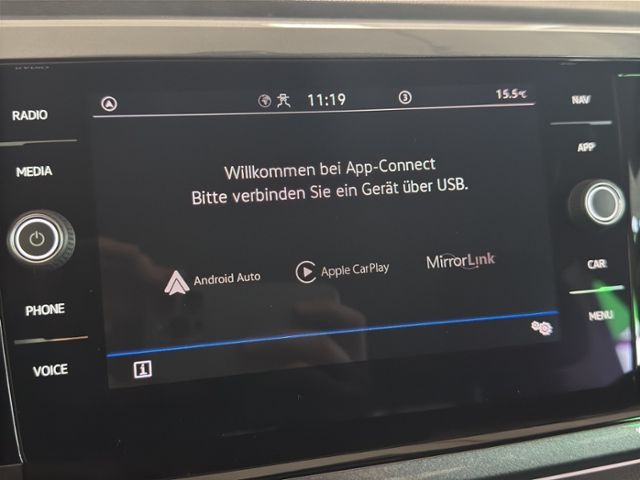 RADIO
MEDIA
PHONE
VOICE
11:19
3
15.5°C
Willkommen bei App-Connect
Bitte verbinden Sie ein Gerät über USB.
Android Auto
Apple CarPlay
MirrorLink
i
NAV
APP
CAR
MENU